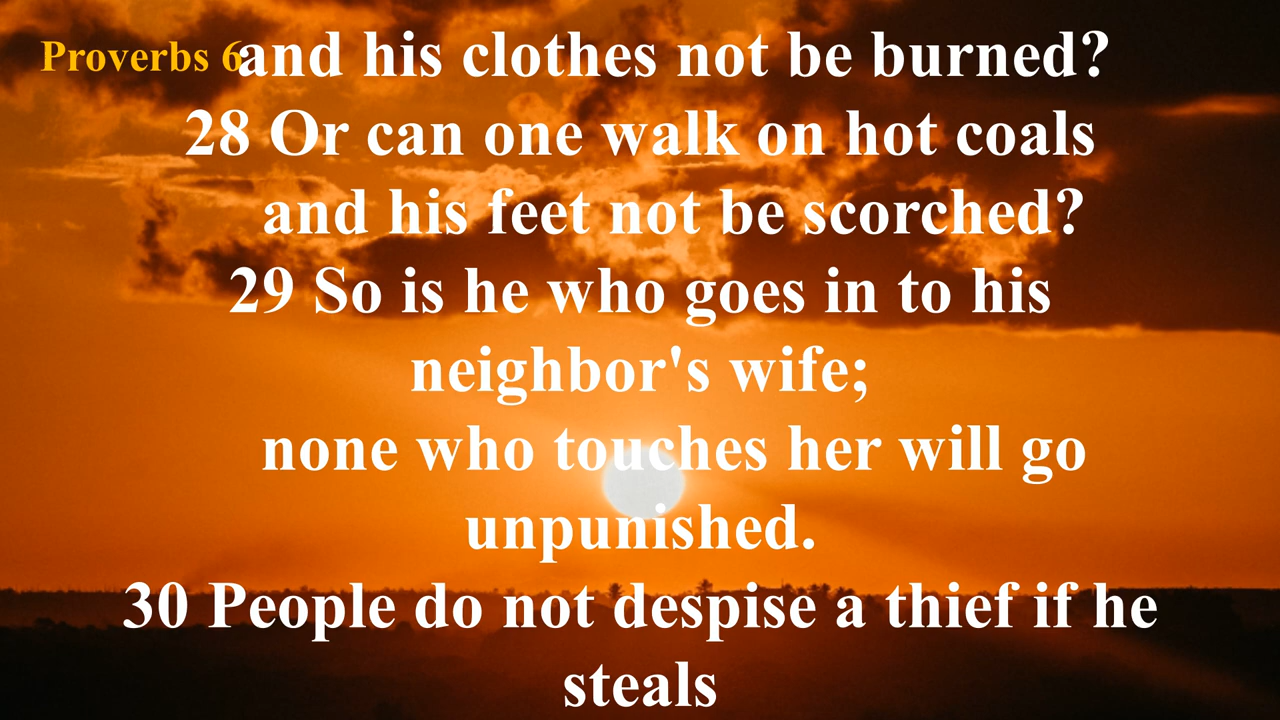 Proverbs 6
and his clothes not be burned?
28 Or can one walk on hot coals
and his feet not be scorched?
29 So is he who goes in to his
neighbor's wife;
none who touches her will go
unpunished.
30 People do not despise a thief if he
steals